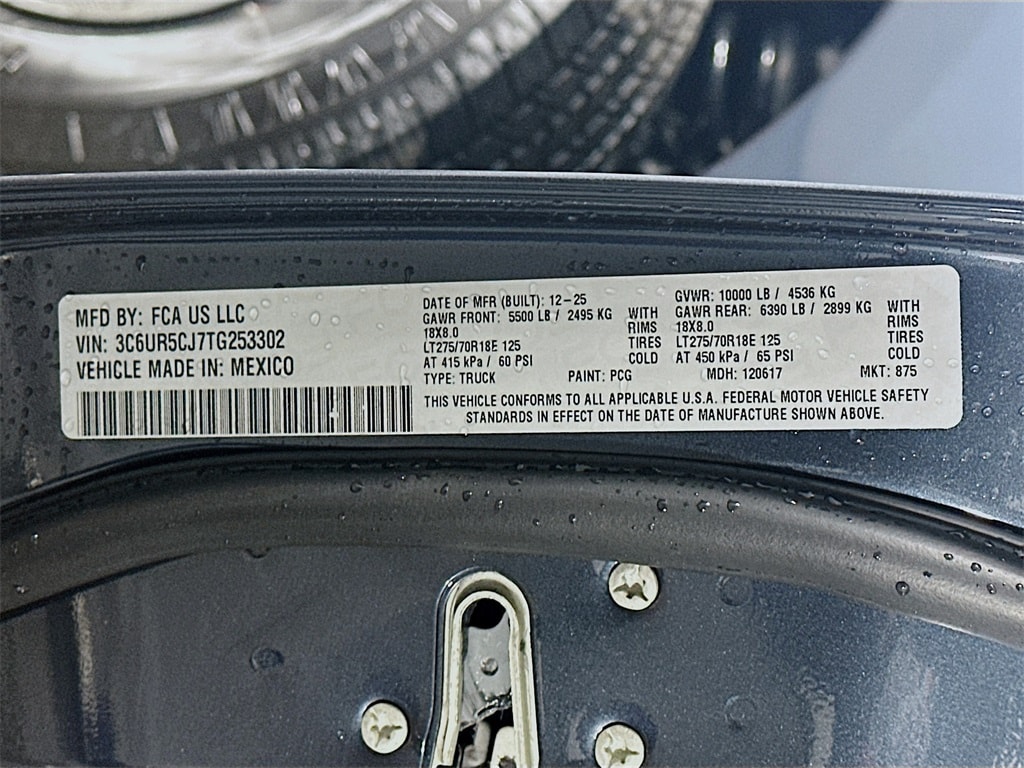 MFD BY: FCA US LLC
VIN: 3C6UR5CJ7TG253302
VEHICLE MADE IN: MEXICO
DATE OF MFR (BUILT): 12-25
GAWR FRONT: 5500 LB / 2495 KG WITH
18X8.0 RIMS
LT275/70R18E 125 TIRES
AT 415 kPa / 60 PSI COLD
GVWR: 10000 LB / 4536 KG
GAWR REAR: 6390 LB / 2899 KG WITH
18X8.0 RIMS
LT275/70R18E 125 TIRES
AT 450 kPa / 65 PSI COLD
TYPE: TRUCK PAINT: PCG MDH: 120617 MKT: 875
THIS VEHICLE CONFORMS TO ALL APPLICABLE U.S.A. FEDERAL MOTOR VEHICLE SAFETY
STANDARDS IN EFFECT ON THE DATE OF MANUFACTURE SHOWN ABOVE.